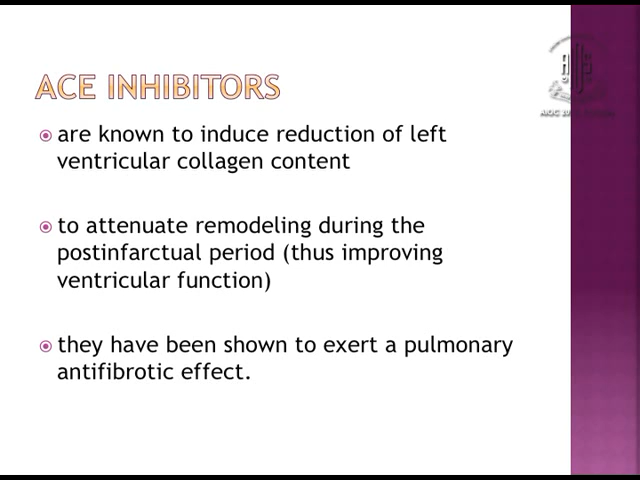 ACE INHIBITORS
are known to induce reduction of left
ventricular collagen content
to attenuate remodeling during the
postinfarctual period (thus improving
ventricular function)
they have been shown to exert a pulmonary
antifibrotic effect.